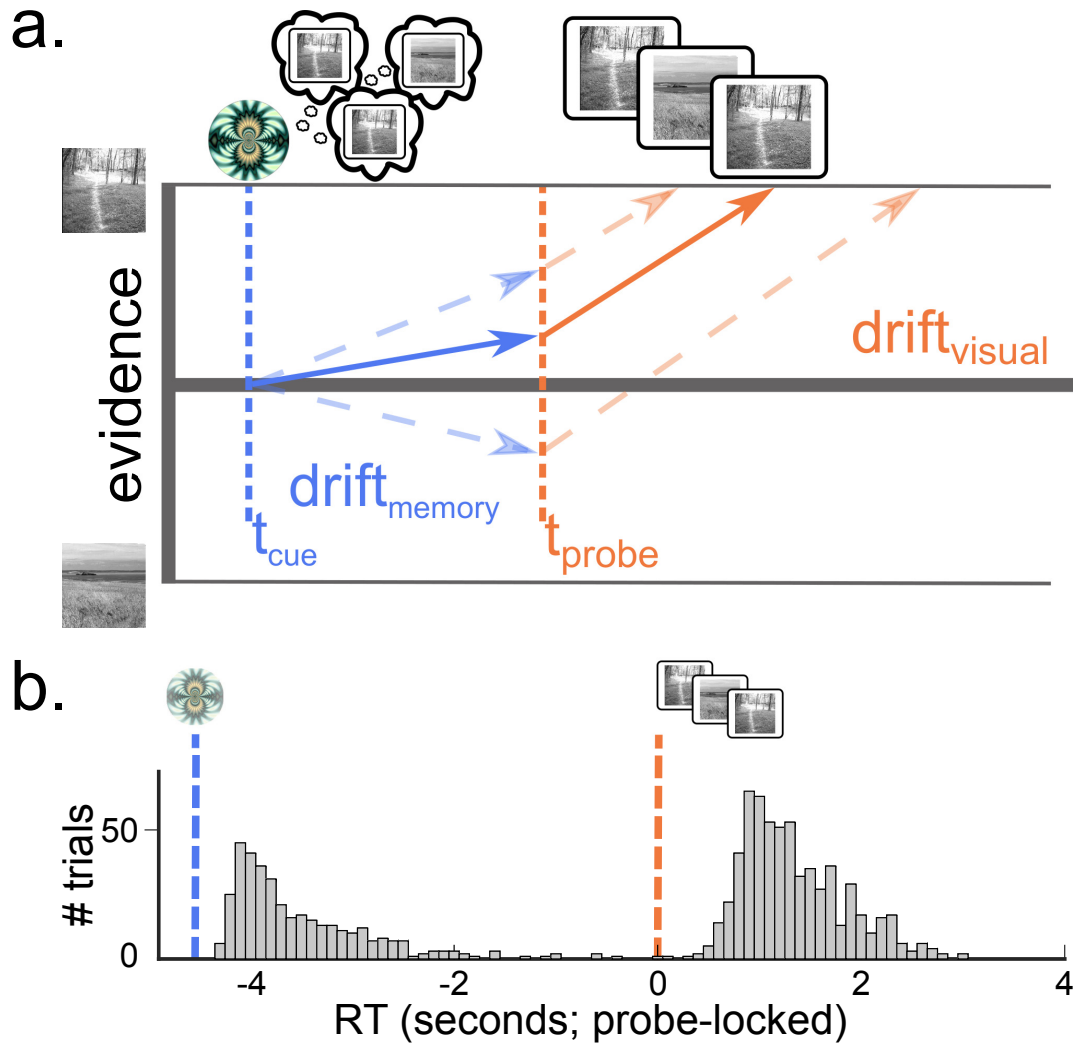 a.
evidence
drift_visual
drift_memory
t_cue
t_probe
b.
# trials
50
0
-4
-2
0
2
4
RT (seconds; probe-locked)